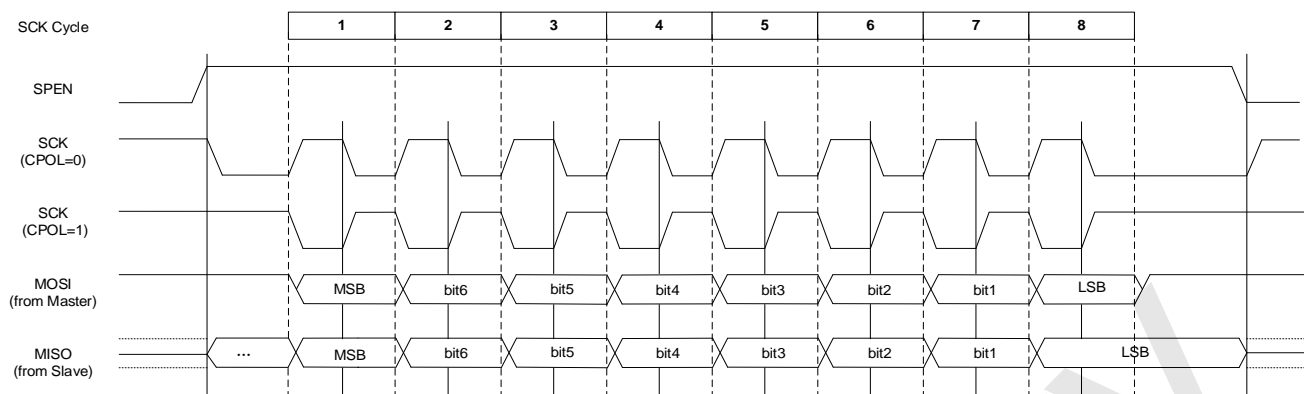 SCK Cycle 1 2 3 4 5 6 7 8
SPEN
SCK
(CPOL=0)
SCK
(CPOL=1)
MOSI
(from Master)
MSB bit6 bit5 bit4 bit3 bit2 bit1 LSB
MISO
(from Slave)
... MSB bit6 bit5 bit4 bit3 bit2 bit1 LSB